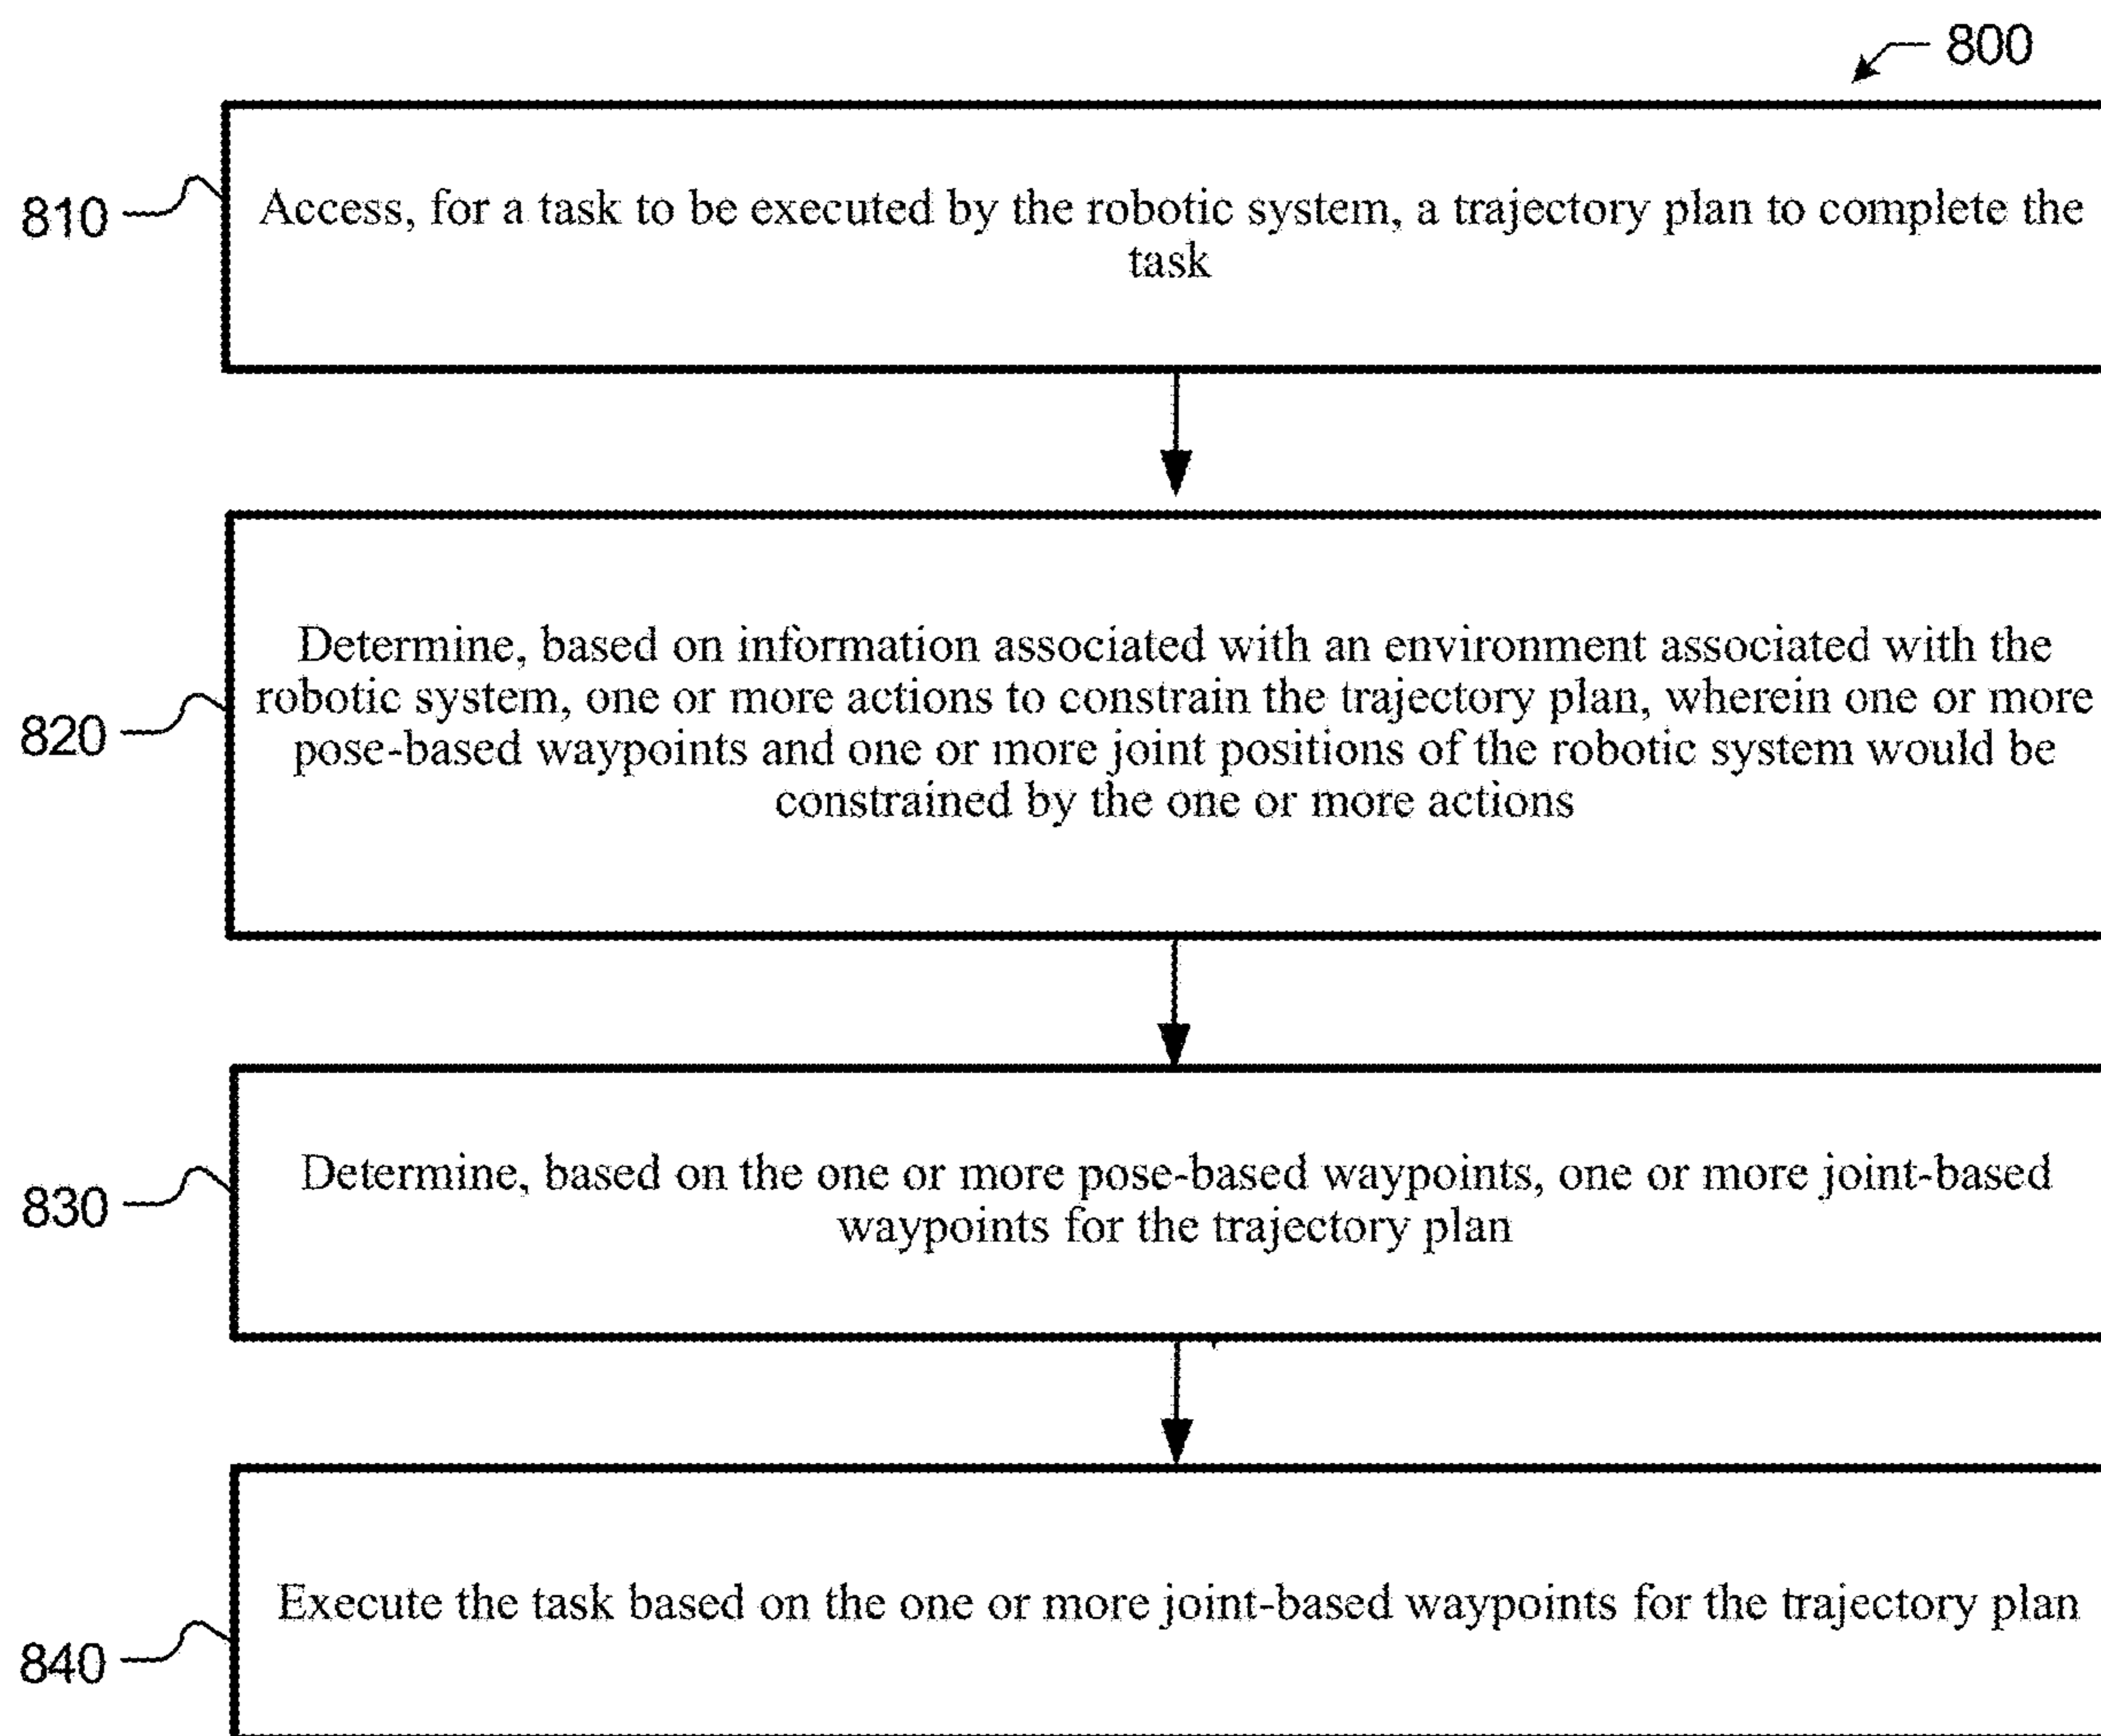 800
810
Access, for a task to be executed by the robotic system, a trajectory plan to complete the
task
820
Determine, based on information associated with an environment associated with the
robotic system, one or more actions to constrain the trajectory plan, wherein one or more
pose-based waypoints and one or more joint positions of the robotic system would be
constrained by the one or more actions
830
Determine, based on the one or more pose-based waypoints, one or more joint-based
waypoints for the trajectory plan
840
Execute the task based on the one or more joint-based waypoints for the trajectory plan